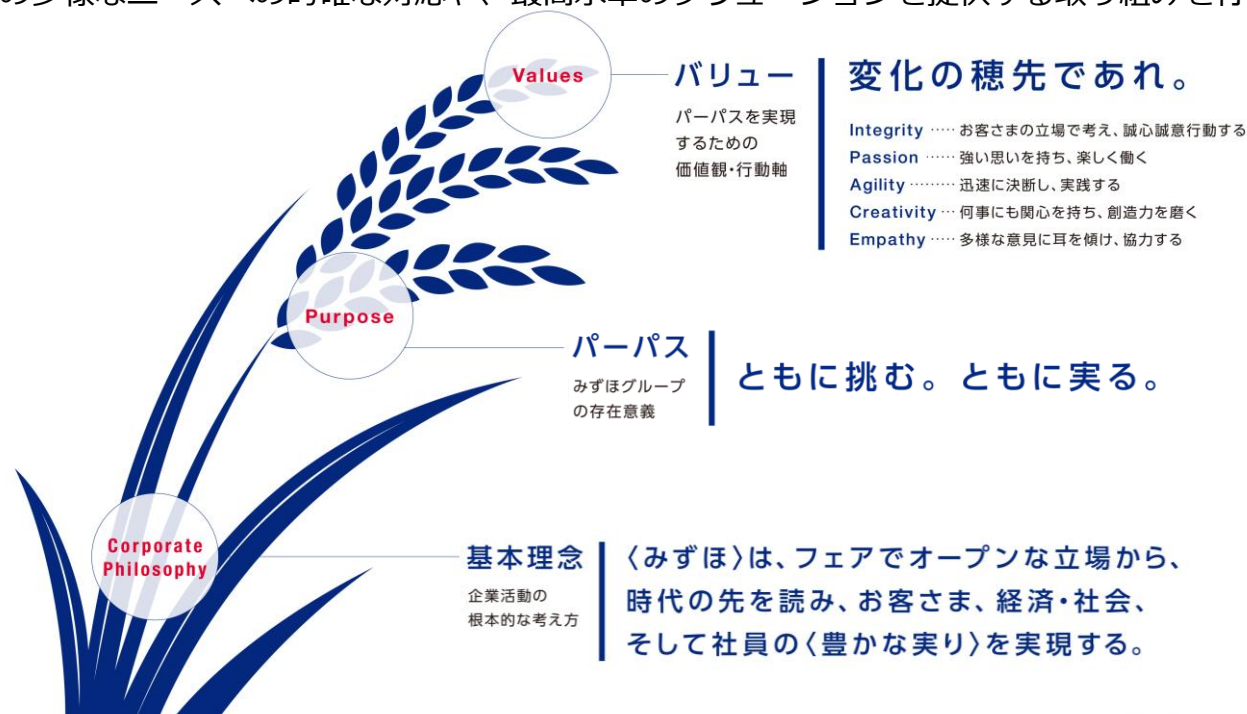 Values
バリュー
パーパスを実現
するための
価値観・行動軸
変化の穂先であれ。
Integrity ····· お客さまの立場で考え、誠心誠意行動する
Passion ······ 強い思いを持ち、楽しく働く
Agility ········· 迅速に決断し、実践する
Creativity ··· 何事にも関心を持ち、創造力を磨く
Empathy ····· 多様な意見に耳を傾け、協力する
Purpose
パーパス
みずほグループ
の存在意義
ともに挑む。ともに実る。
Corporate
Philosophy
基本理念
企業活動の
根本的な考え方
〈みずほ〉は、フェアでオープンな立場から、
時代の先を読み、お客さま、経済・社会、
そして社員の〈豊かな実り〉を実現する。